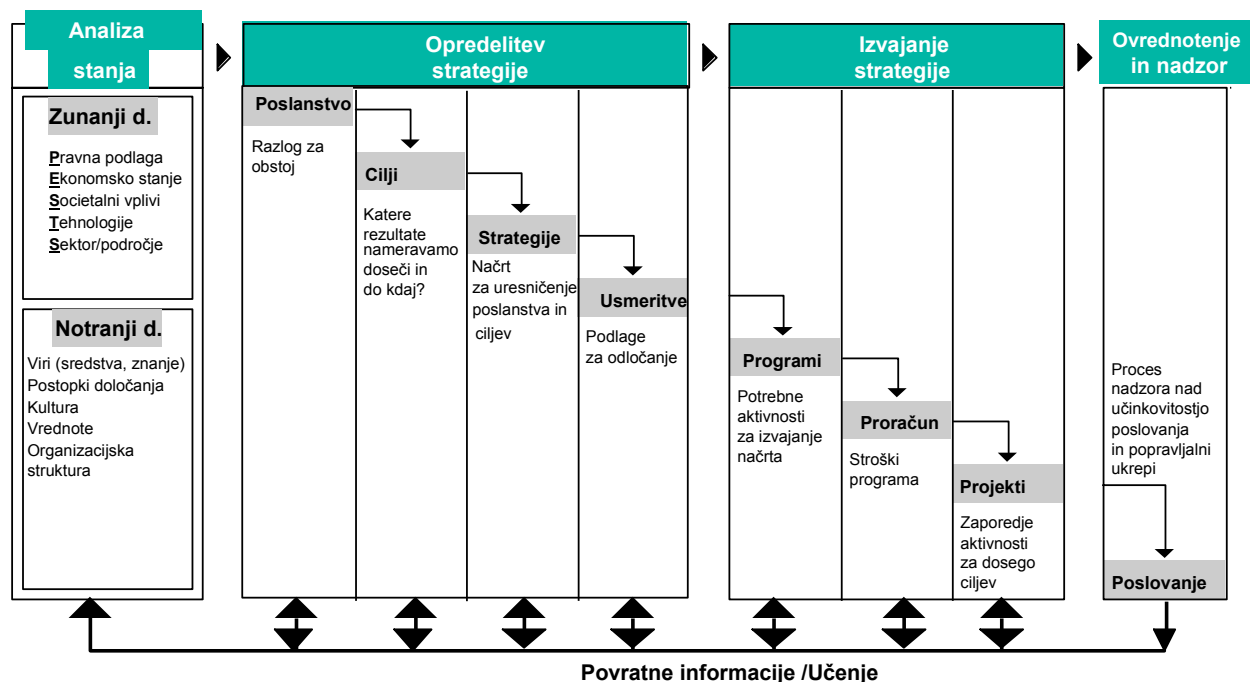 Analiza
stanja
Zunanji d.
Pravna podlaga
Ekonomsko stanje
Societalni vplivi
Tehnologije
Sektor/področje
Notranji d.
Viri (sredstva, znanje)
Postopki določanja
Kultura
Vrednote
Organizacijska
struktura
Opredelitev
strategije
Poslanstvo
Razlog za
obstoj
Cilji
Katere
rezultate
nameravamo
doseči in
do kdaj?
Strategije
Načrt
za uresničenje
poslanstva in
ciljev
Usmeritve
Podlage
za odločanje
Izvajanje
strategije
Programi
Potrebne
aktivnosti
za izvajanje
načrta
Proračun
Stroški
programa
Projekti
Zaporedje
aktivnosti
za dosego
ciljev
Ovrednotenje
in nadzor
Proces
nadzora nad
učinkovitostjo
poslovanja
in popravljalni
ukrepi
Poslovanje
Povratne informacije /Učenje